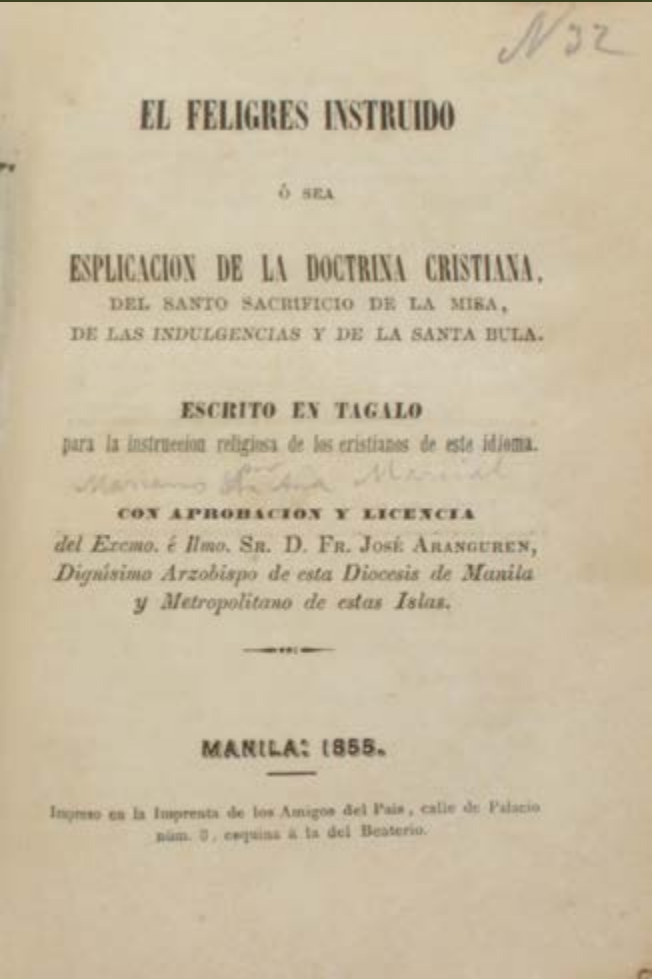 N 32
EL FELIGRES INSTRUIDO
Ó SEA
ESPLICACION DE LA DOCTRINA CRISTIANA,
DEL SANTO SACRIFICIO DE LA MISA,
DE LAS INDULGENCIAS Y DE LA SANTA BULA.
ESCRITO EN TAGALO
para la instruccion religiosa de los cristianos de este idioma.
Mariano Sta Ana Marcial
CON APROBACION Y LICENCIA
del Excmo. é Ilmo. SR. D. FR. JOSÉ ARANGUREN,
Dignísimo Arzobispo de esta Diocesis de Manila
y Metropolitano de estas Islas.
MANILA: 1855.
Impreso en la Imprenta de los Amigos del Pais, calle de Palacio
núm. 8, esquina á la del Beaterio.